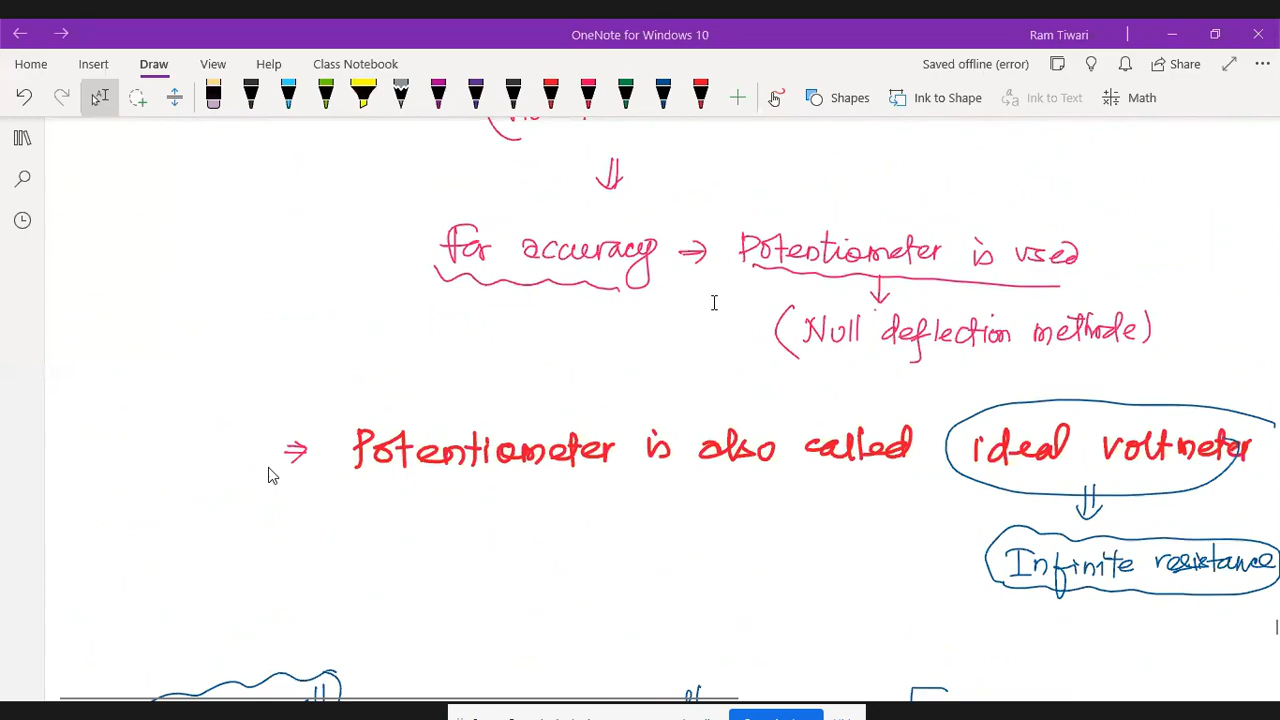 OneNote for Windows 10
Ram Tiwari
Home Insert Draw View Help Class Notebook
Saved offline (error)
Share
Shapes
Ink to Shape
Ink to Text
Math
for accuracy → Potentiometer is used
(Null deflection methode)
⇒ Potentiometer is also called ideal voltmeter
Infinite resistance